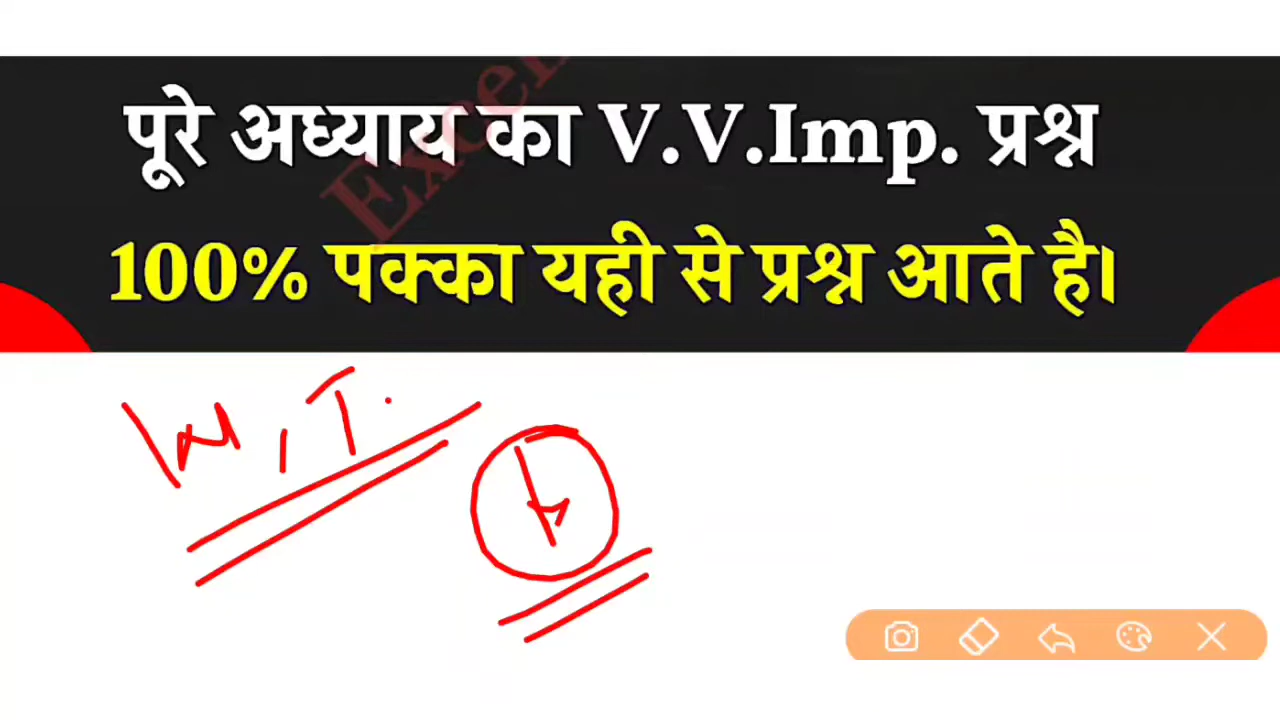 पूरे अध्याय का V.V.Imp. प्रश्न
100% पक्का यही से प्रश्न आते है।